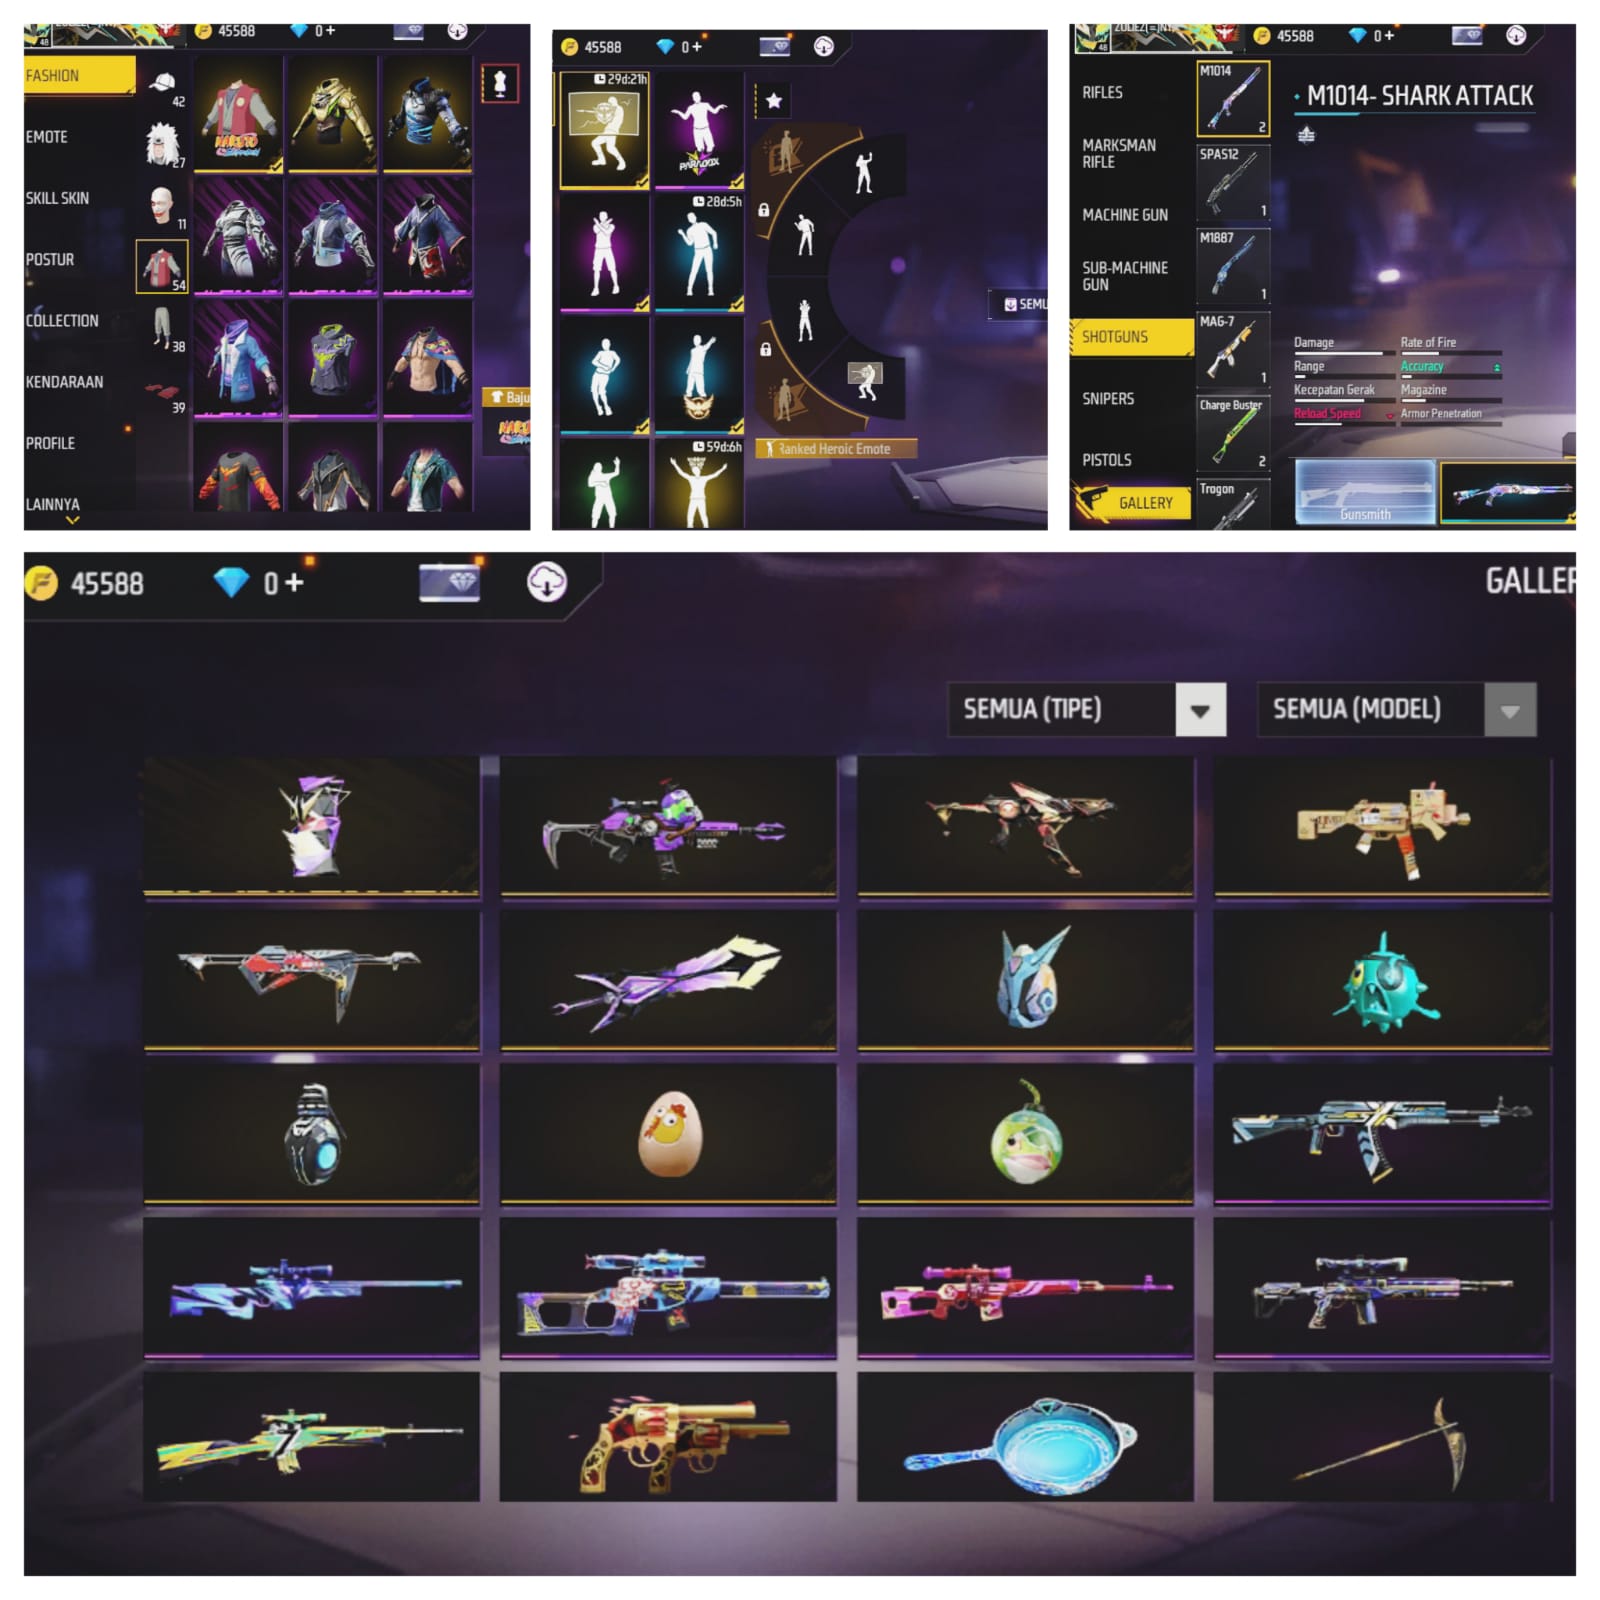 48
45588
0+
FASHION
EMOTE
SKILL SKIN
POSTUR
COLLECTION
KENDARAAN
PROFILE
LAINNYA
42
27
11
54
38
39
NARUTO
Baju
45588
0+
29d:21h
PARADOX
28d:5h
59d:6h
SEMU
Ranked Heroic Emote
48
45588
0+
RIFLES
MARKSMAN
RIFLE
MACHINE GUN
SUB-MACHINE
GUN
SHOTGUNS
SNIPERS
PISTOLS
GALLERY
M1014
2
SPAS12
1
M1887
1
MAG-7
1
Charge Buster
2
Trogon
M1014- SHARK ATTACK
Damage
Rate of Fire
Range
Accuracy
Kecepatan Gerak
Magazine
Reload Speed
Armor Penetration
Gunsmith
45588
0+
GALLER
SEMUA (TIPE)
SEMUA (MODEL)